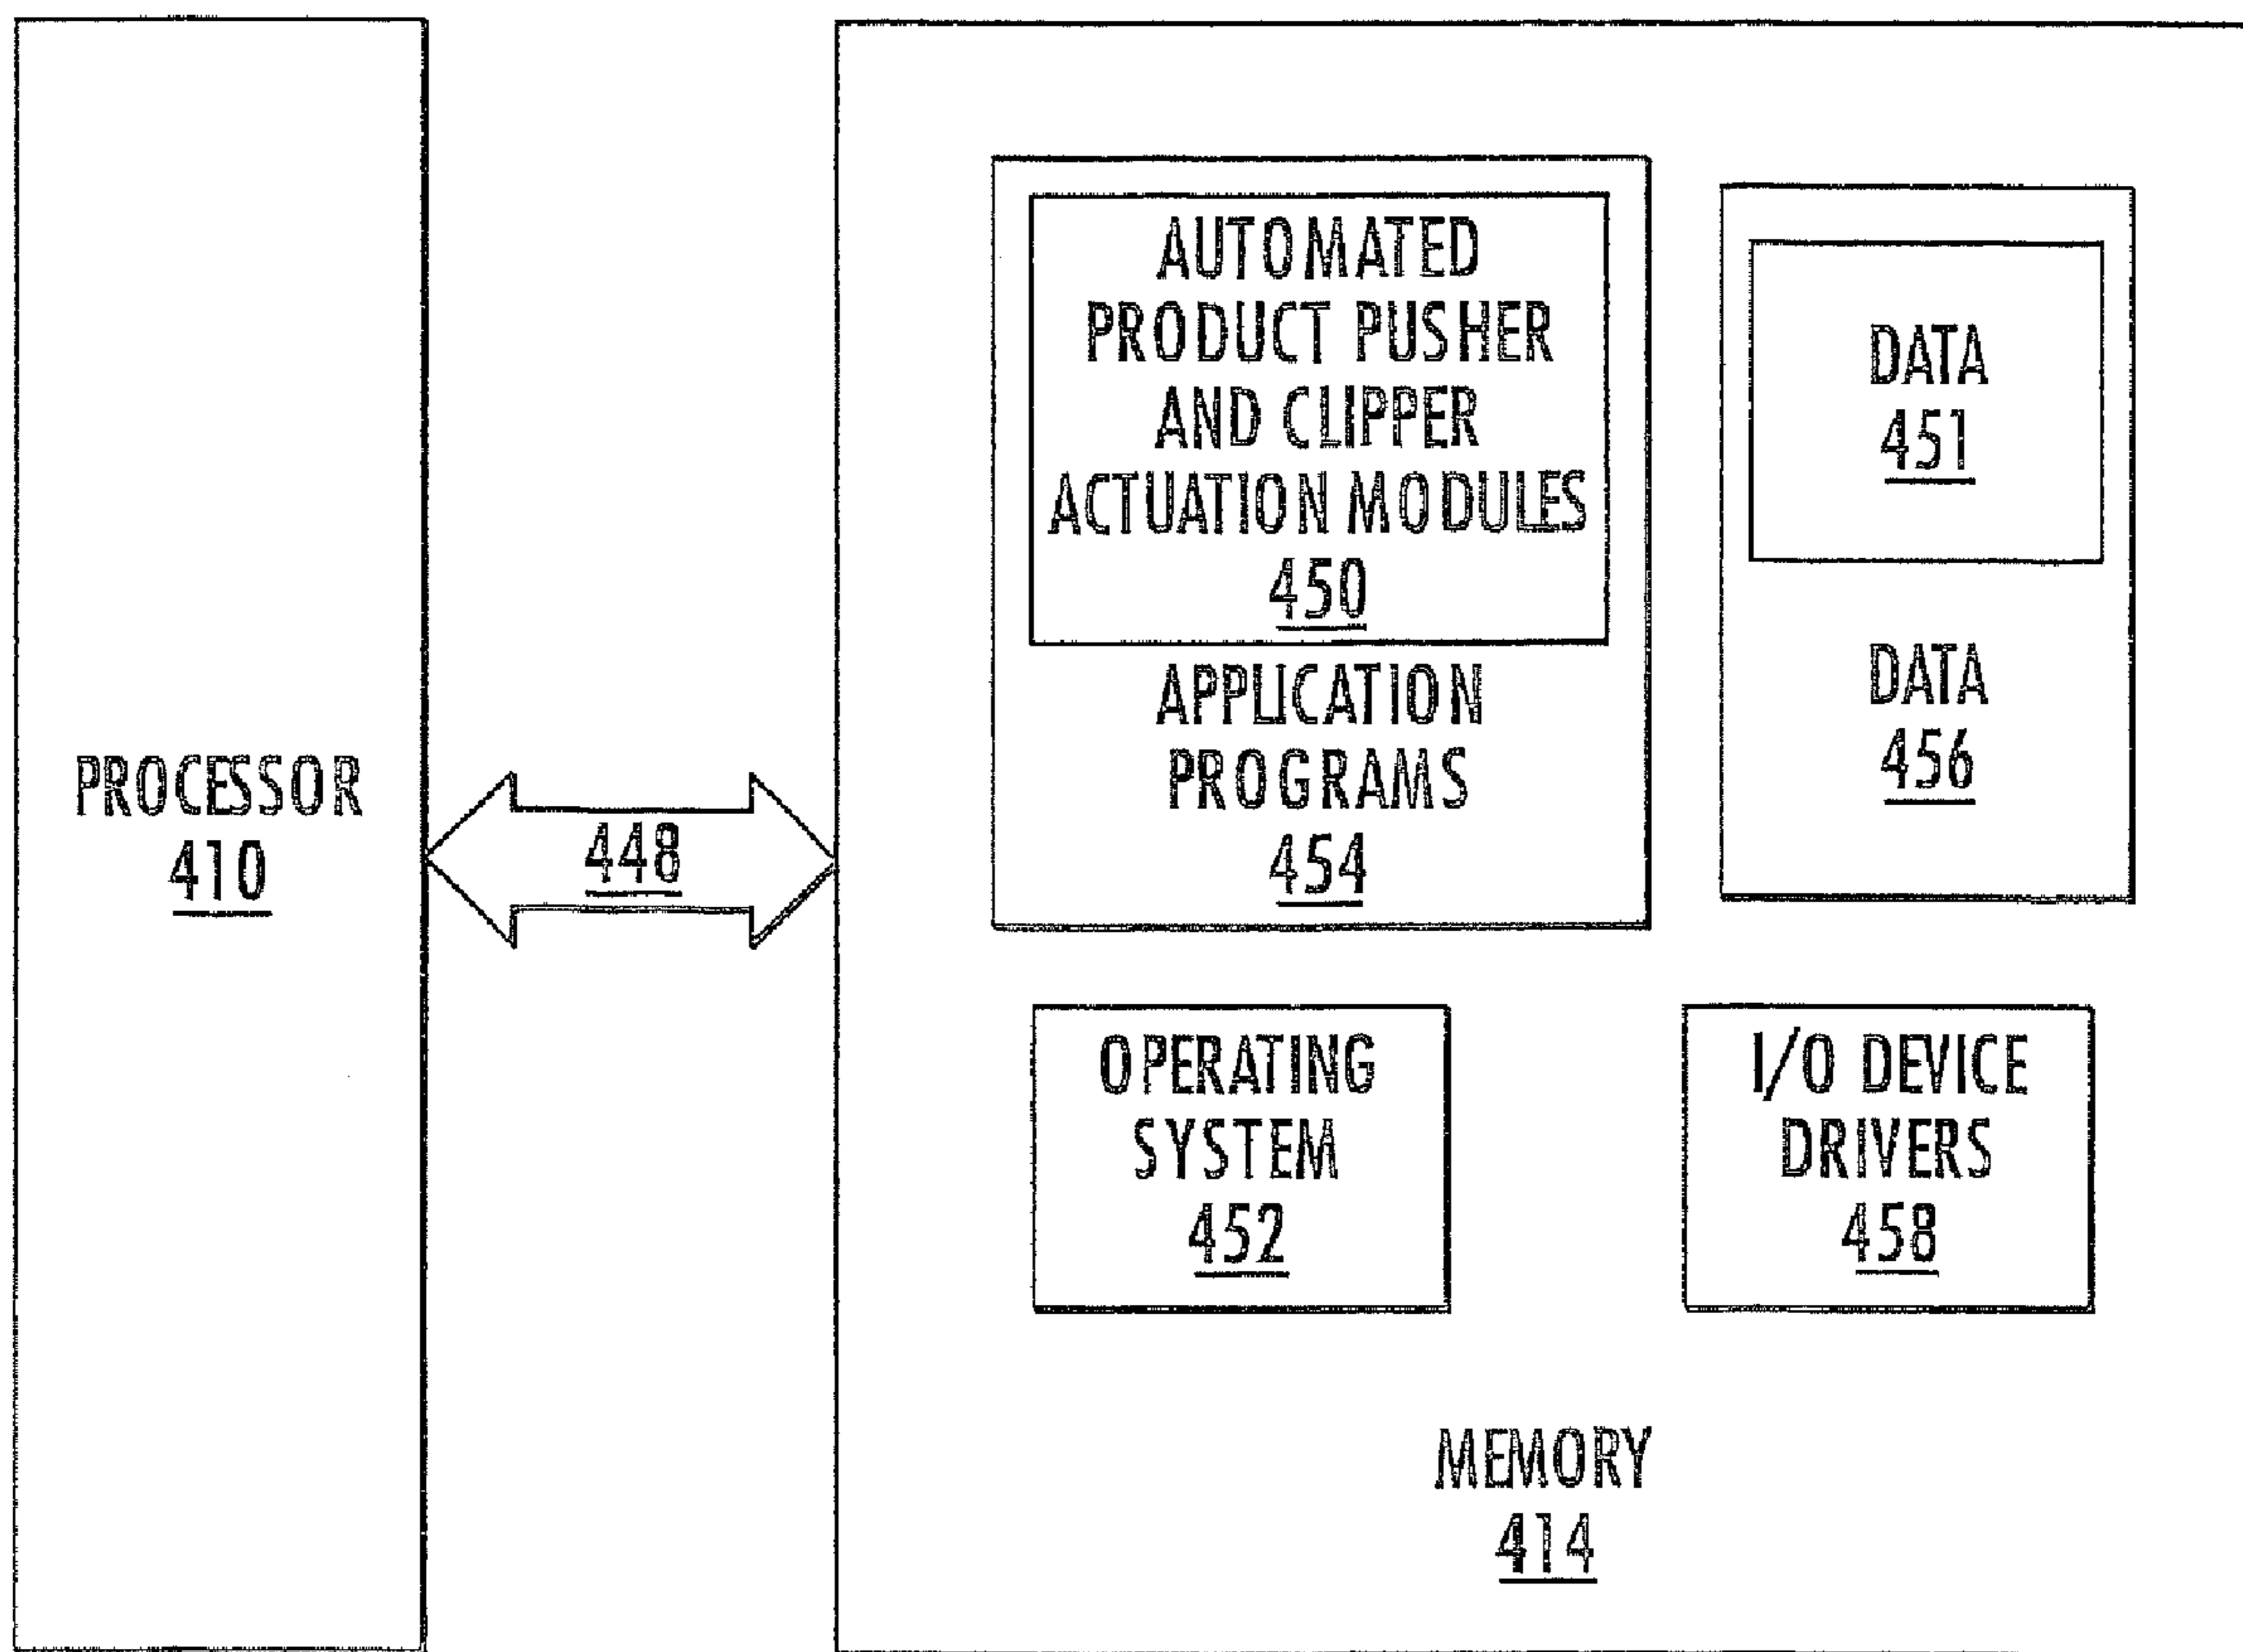 PROCESSOR
410
448
AUTOMATED
PRODUCT PUSHER
AND CLIPPER
ACTUATION MODULES
450
APPLICATION
PROGRAMS
454
DATA
451
DATA
456
OPERATING
SYSTEM
452
I/O DEVICE
DRIVERS
458
MEMORY
414